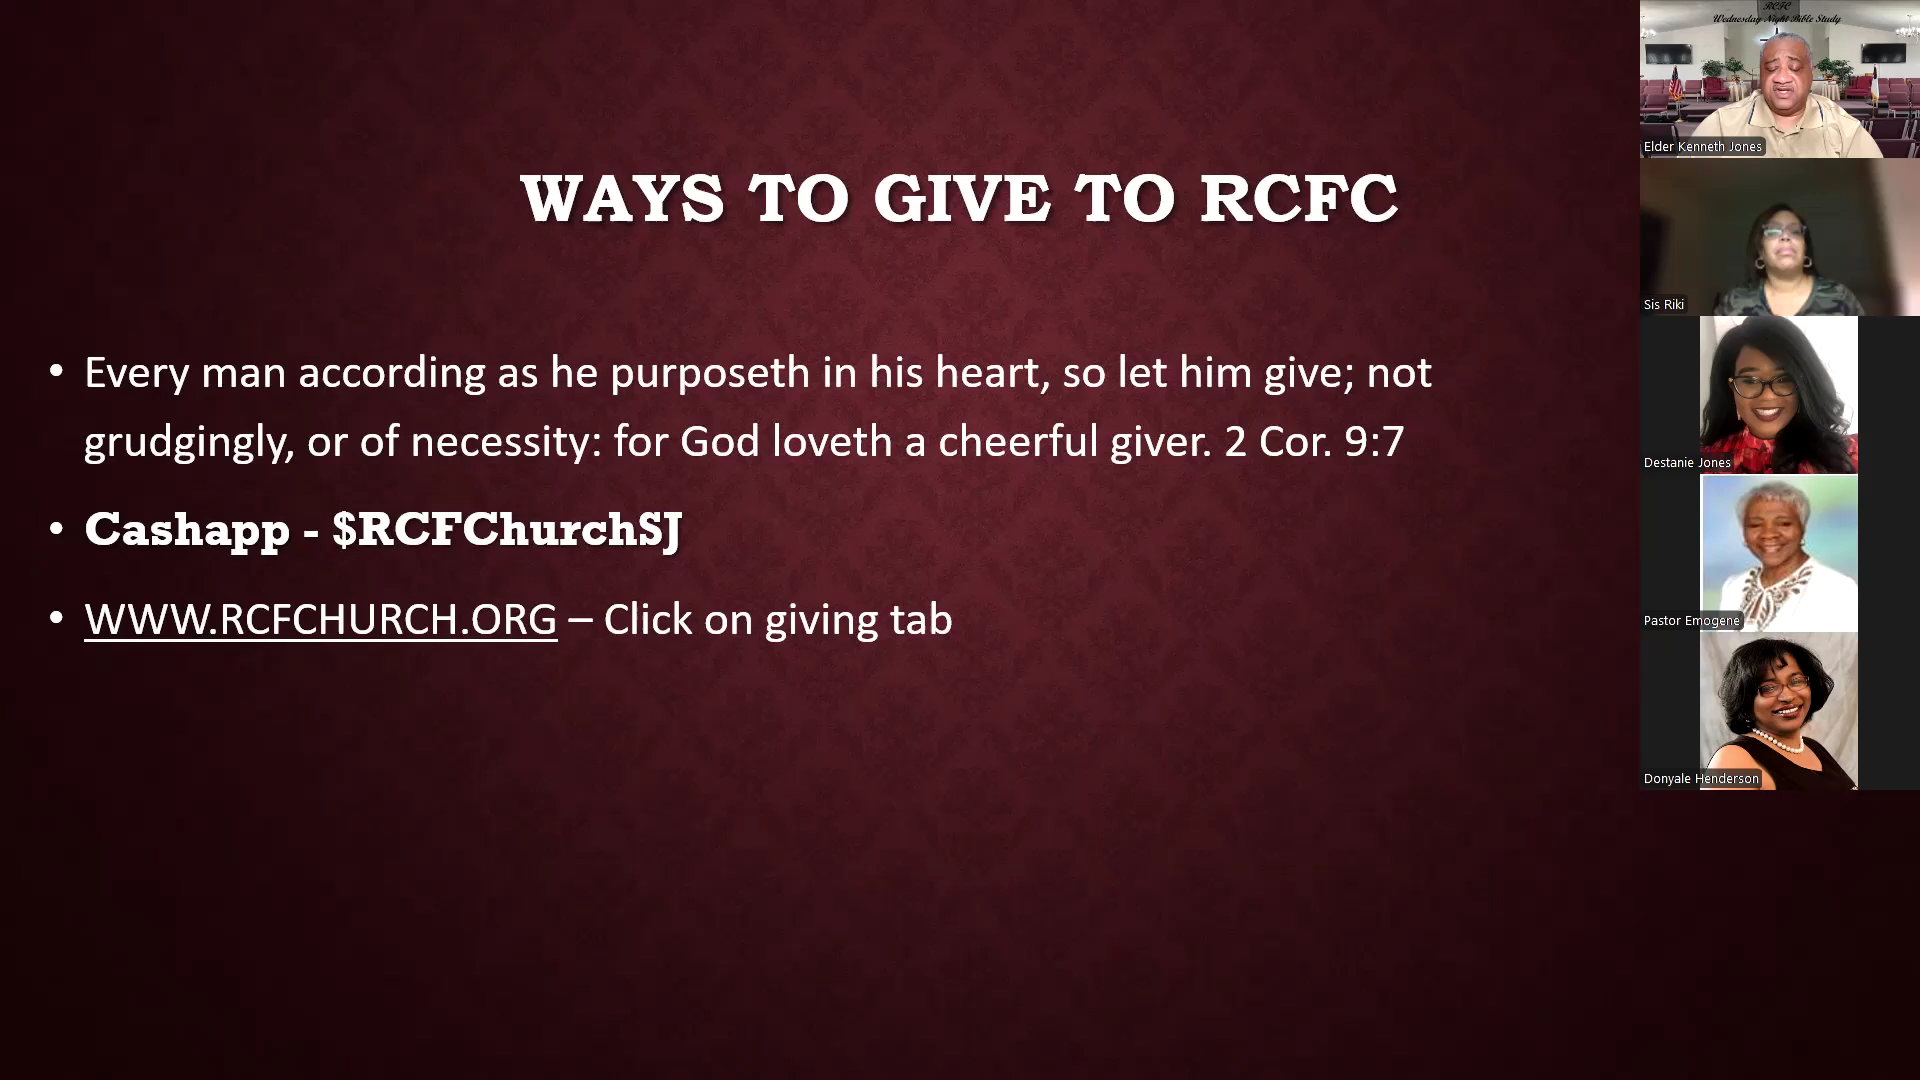 WAYS TO GIVE TO RCFC
• Every man according as he purposeth in his heart, so let him give; not
grudgingly, or of necessity: for God loveth a cheerful giver. 2 Cor. 9:7
• Cashapp - $RCFChurchSJ
• WWW.RCFCHURCH.ORG – Click on giving tab
RCFC
Wednesday Night Bible Study
Elder Kenneth Jones
Sis Riki
Destanie Jones
Pastor Emogene
Donyale Henderson